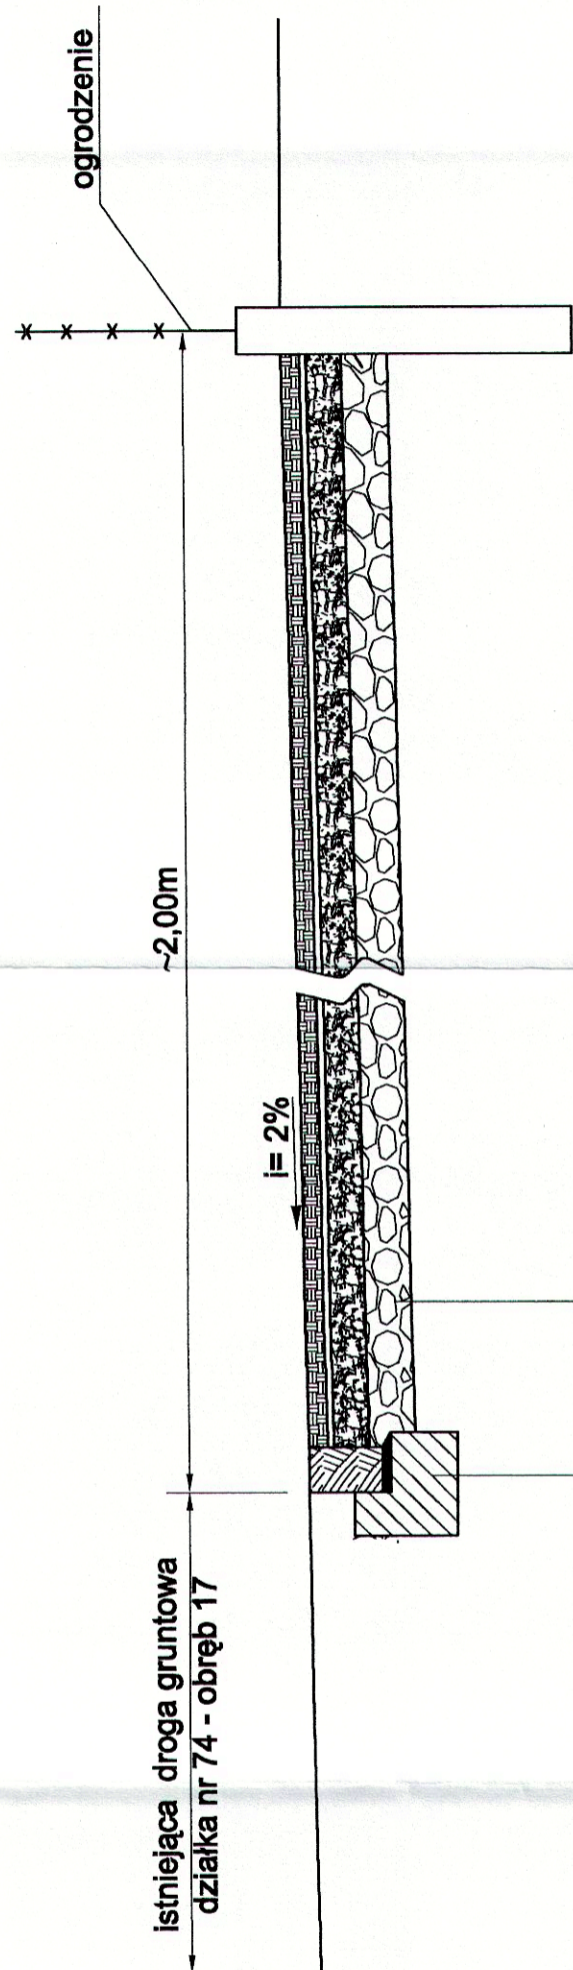 istniejąca droga gruntowa
działka nr 74 - obręb 17
~2,00m
i= 2%
ogrodzenie